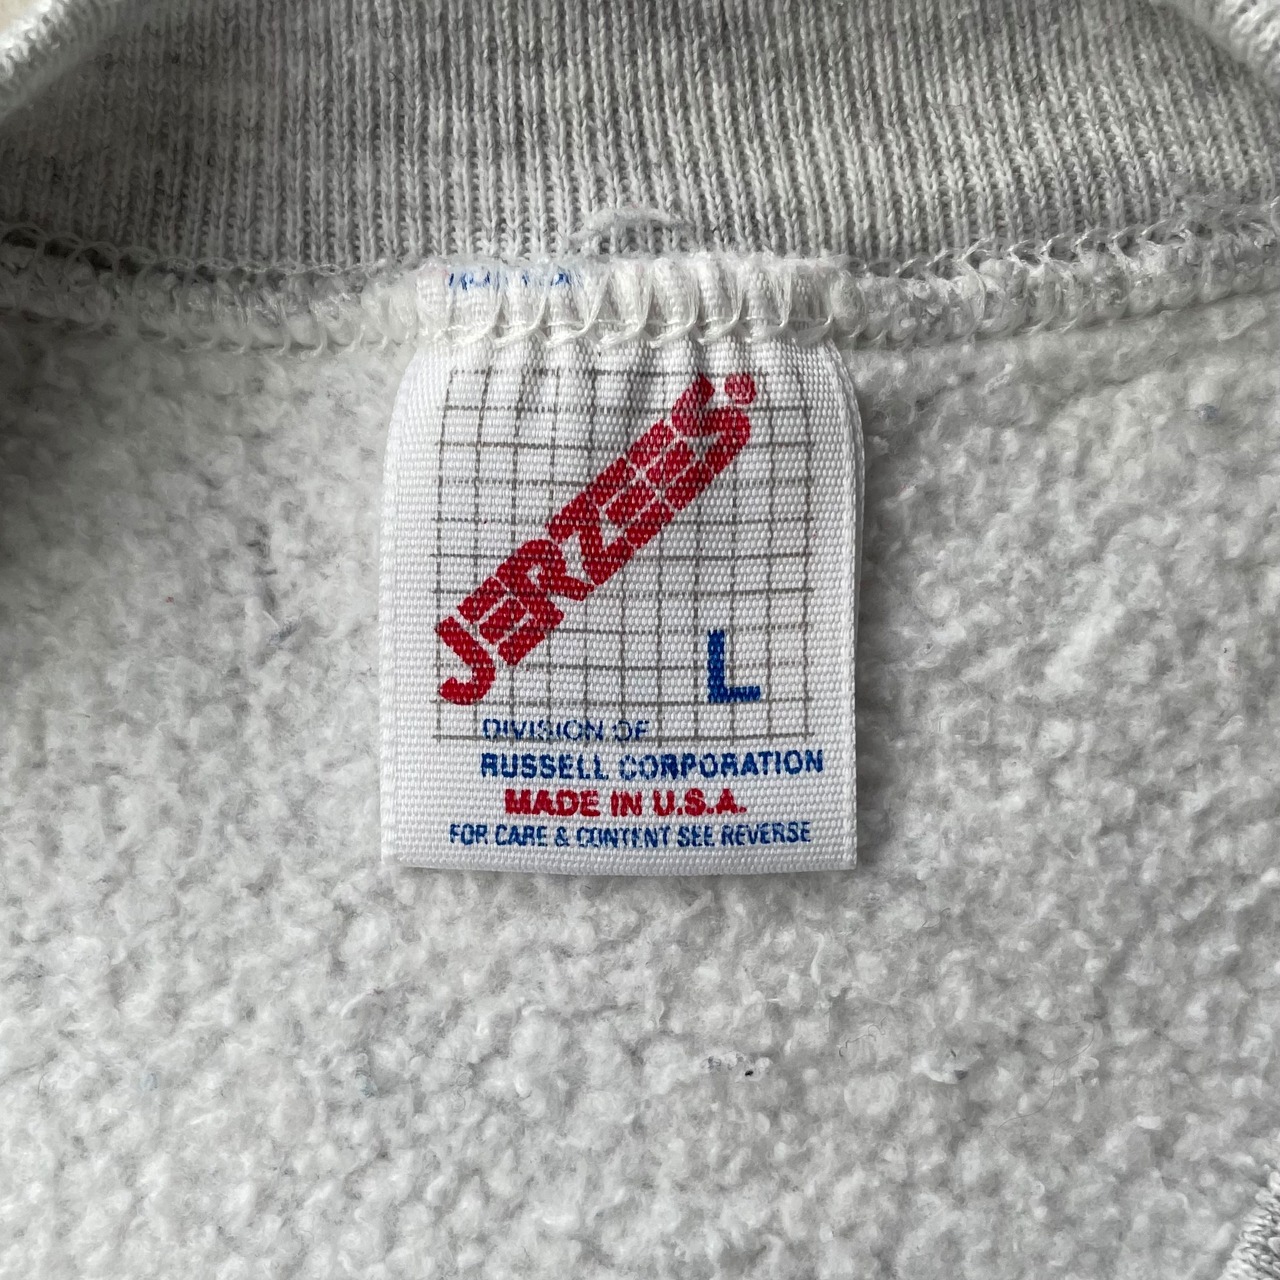 JERZEES
L
DIVISION OF
RUSSELL CORPORATION
MADE IN U.S.A.
FOR CARE & CONTENT SEE REVERSE